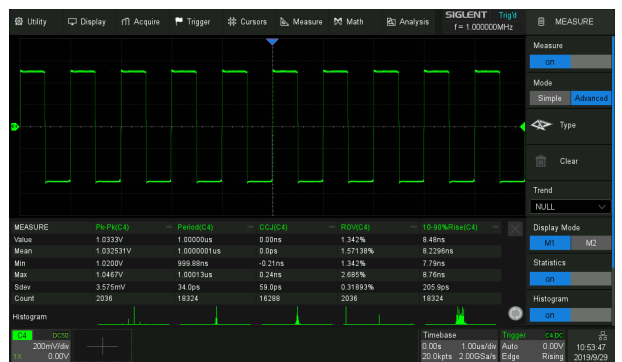 Utility Display Acquire Trigger Cursors Measure Math Analysis SIGLENT Trig'd MEASURE
f = 1.000000MHz
Measure
on
Mode
Simple Advanced
Type
Clear
Trend
NULL
MEASURE Pk-Pk(C4) Period(C4) CCJ(C4) ROV(C4) 10-90%Rise(C4)
Value 1.0333V 1.00000us 0.00ns 1.342% 8.48ns
Mean 1.032531V 1.0000001us 0.0ps 1.57138% 8.2296ns
Min 1.0200V 999.88ns -0.21ns 1.342% 7.79ns
Max 1.0467V 1.00013us 0.24ns 2.685% 8.76ns
Sdev 3.575mV 34.0ps 59.0ps 0.31893% 205.9ps
Count 2036 18324 16288 2036 18324
Histogram
Display Mode
M1 M2
Statistics
on
Histogram
on
C4 DC50
200mV/div
1X 0.00V
Timebase
0.00s 1.00us/div
20.0kpts 2.00GSa/s
Trigger C4 DC
Auto 0.00V
Edge Rising
10:53:47
2019/9/29